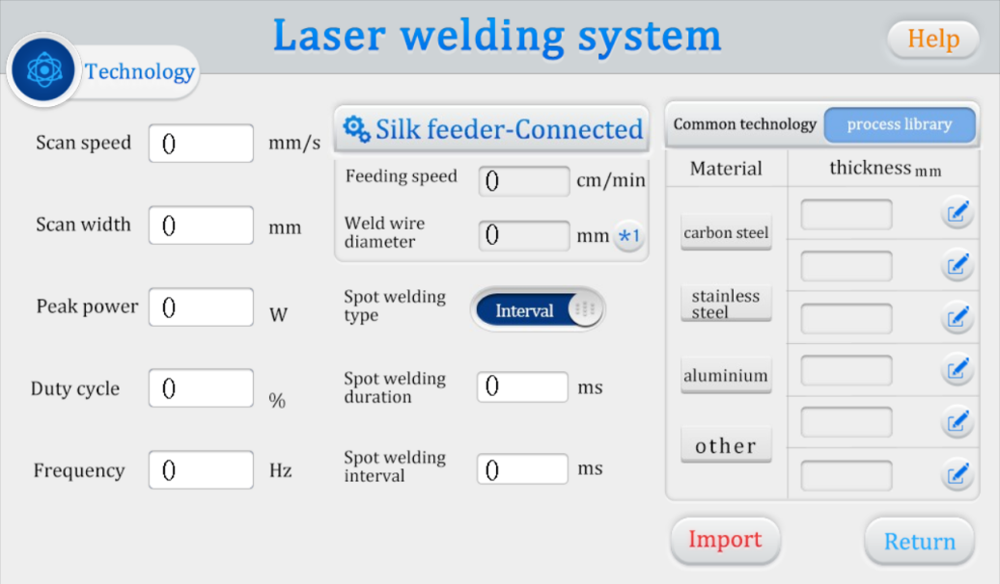 Laser welding system
Help
Technology
Scan speed 0 mm/s
Scan width 0 mm
Peak power 0 W
Duty cycle 0 %
Frequency 0 Hz
Silk feeder-Connected
Feeding speed 0 cm/min
Weld wire
diameter 0 mm *1
Spot welding
type Interval
Spot welding
duration 0 ms
Spot welding
interval 0 ms
Common technology process library
Material thickness mm
carbon steel
stainless
steel
aluminium
other
Import Return